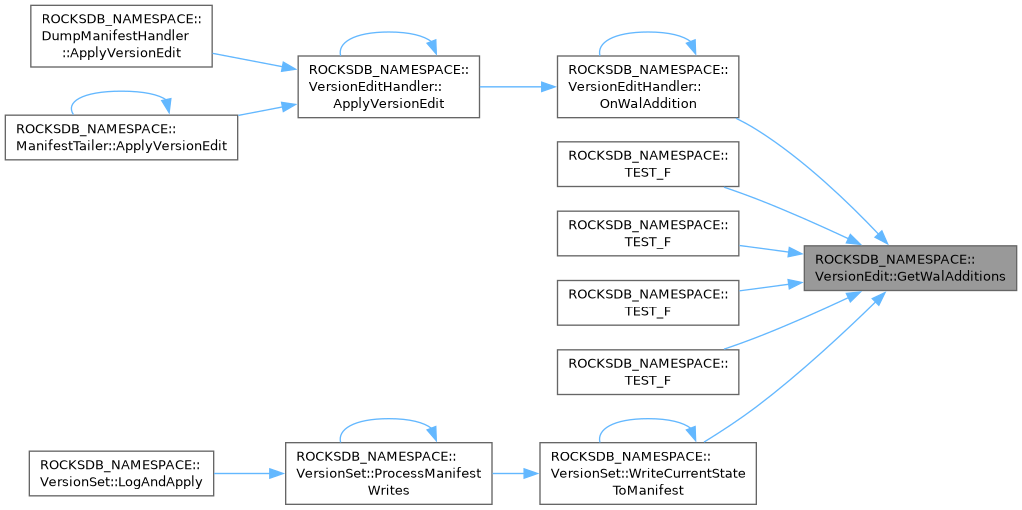 ROCKSDB_NAMESPACE::
DumpManifestHandler
::ApplyVersionEdit
ROCKSDB_NAMESPACE::
ManifestTailer::ApplyVersionEdit
ROCKSDB_NAMESPACE::
VersionEditHandler::
ApplyVersionEdit
ROCKSDB_NAMESPACE::
VersionEditHandler::
OnWalAddition
ROCKSDB_NAMESPACE::
TEST_F
ROCKSDB_NAMESPACE::
TEST_F
ROCKSDB_NAMESPACE::
TEST_F
ROCKSDB_NAMESPACE::
TEST_F
ROCKSDB_NAMESPACE::
VersionEdit::GetWalAdditions
ROCKSDB_NAMESPACE::
VersionSet::LogAndApply
ROCKSDB_NAMESPACE::
VersionSet::ProcessManifest
Writes
ROCKSDB_NAMESPACE::
VersionSet::WriteCurrentState
ToManifest